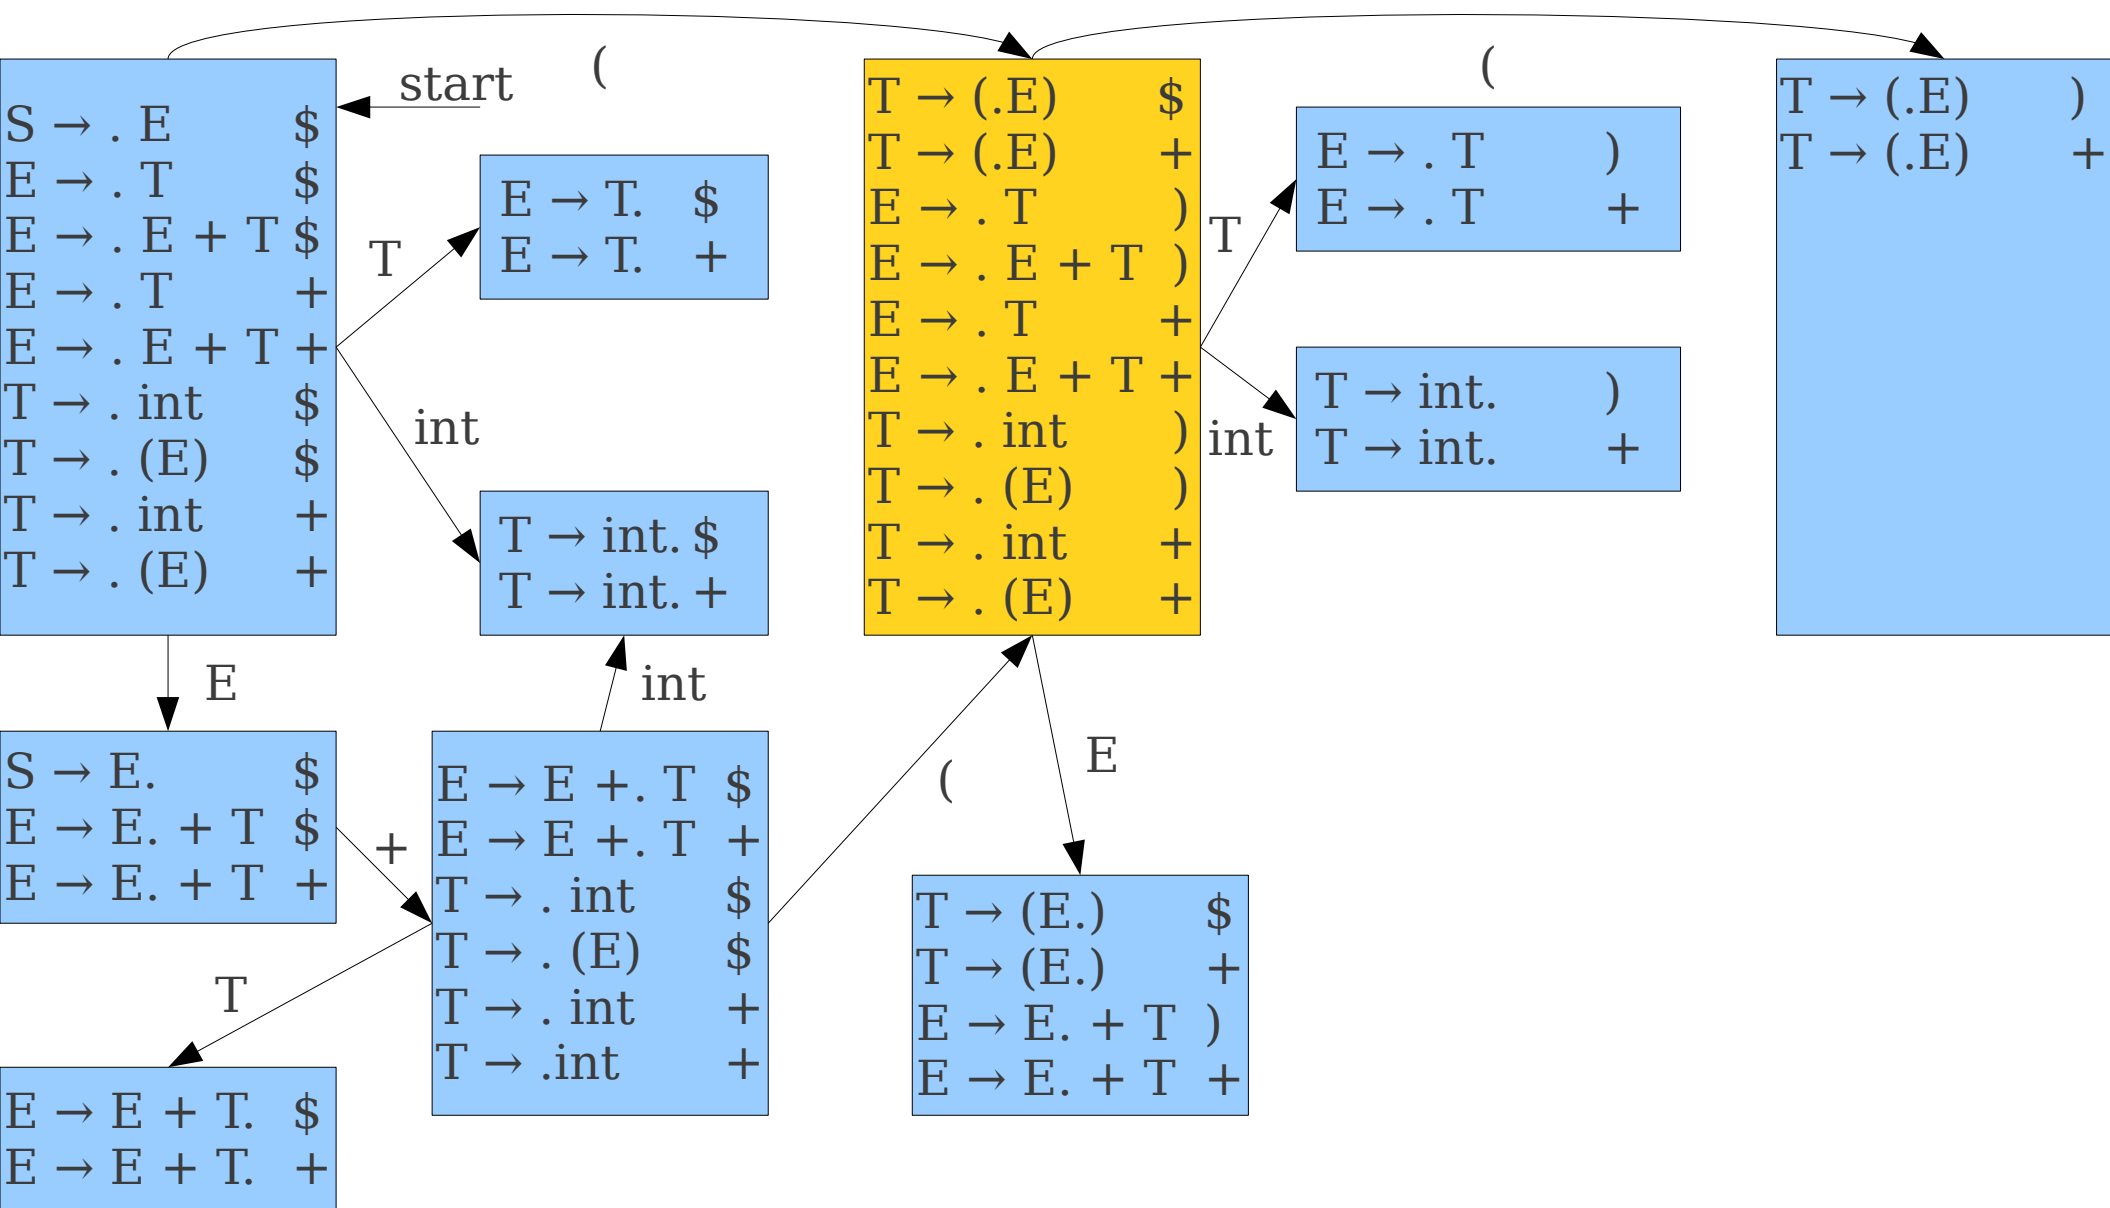 start
(
(
S → . E $
E → . T $
E → . E + T $
E → . T +
E → . E + T +
T → . int $
T → . (E) $
T → . int +
T → . (E) +
T
E → T. $
E → T. +
int
T → int. $
T → int. +
T → (.E) $
T → (.E) +
E → . T )
E → . E + T )
E → . T +
E → . E + T +
T → . int )
T → . (E) )
T → . int +
T → . (E) +
T
E → . T )
E → . T +
int
T → int. )
T → int. +
T → (.E) )
T → (.E) +
E
int
S → E. $
E → E. + T $
E → E. + T +
+
E → E +. T $
E → E +. T +
T → . int $
T → . (E) $
T → . int +
T → .int +
(
E
T → (E.) $
T → (E.) +
E → E. + T )
E → E. + T +
T
E → E + T. $
E → E + T. +